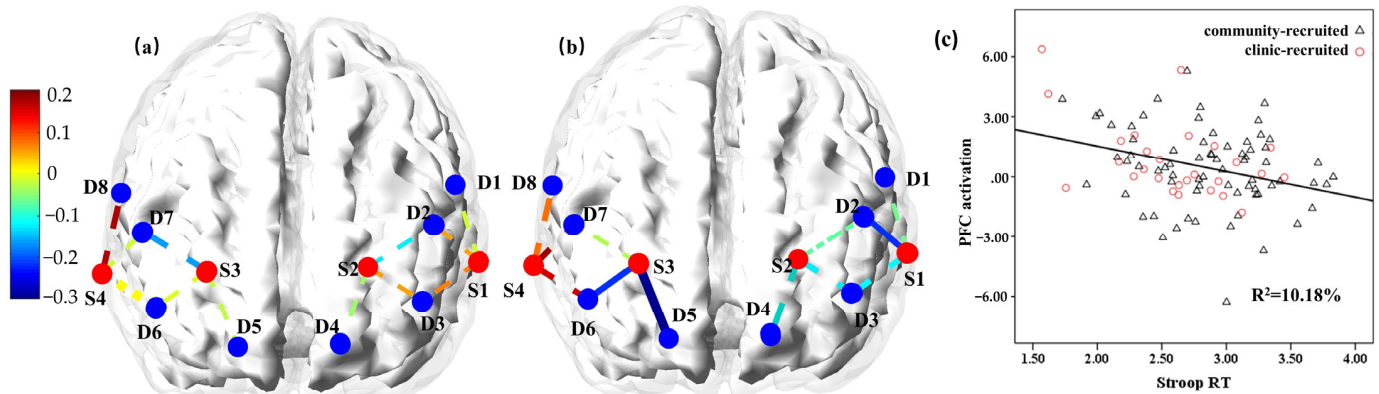 (a)
(b)
(c)
0.2
0.1
0
−0.1
−0.2
−0.3
D8
D7
S3
S4
D6
D5
D1
D2
S2
S1
D3
D4
D8
D7
S3
S4
D6
D5
D1
D2
S2
S1
D3
D4
community-recruited
clinic-recruited
PFC activation
6.00
3.00
.00
-3.00
-6.00
R²=10.18%
1.50 2.00 2.50 3.00 3.50 4.00
Stroop RT